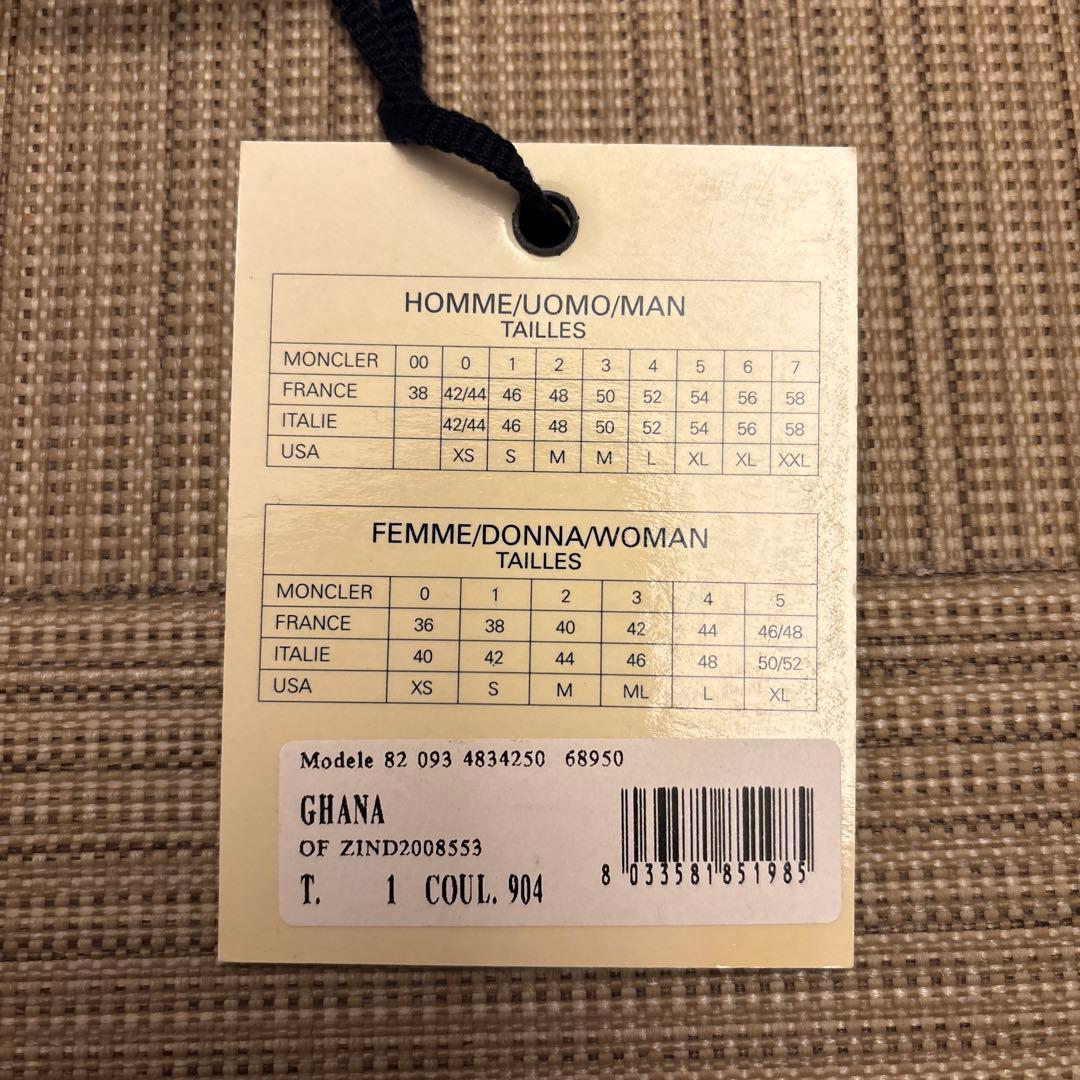 HOMME/UOMO/MAN
TAILLES
MONCLER 00 0 1 2 3 4 5 6 7
FRANCE 38 42/44 46 48 50 52 54 56 58
ITALIE 42/44 46 48 50 52 54 56 58
USA XS S M M L XL XL XXL
FEMME/DONNA/WOMAN
TAILLES
MONCLER 0 1 2 3 4 5
FRANCE 36 38 40 42 44 46/48
ITALIE 40 42 44 46 48 50/52
USA XS S M ML L XL
Modele 82 093 4834250 68950
GHANA
OF ZIND2008553
T. 1 COUL. 904
8 033581 851985